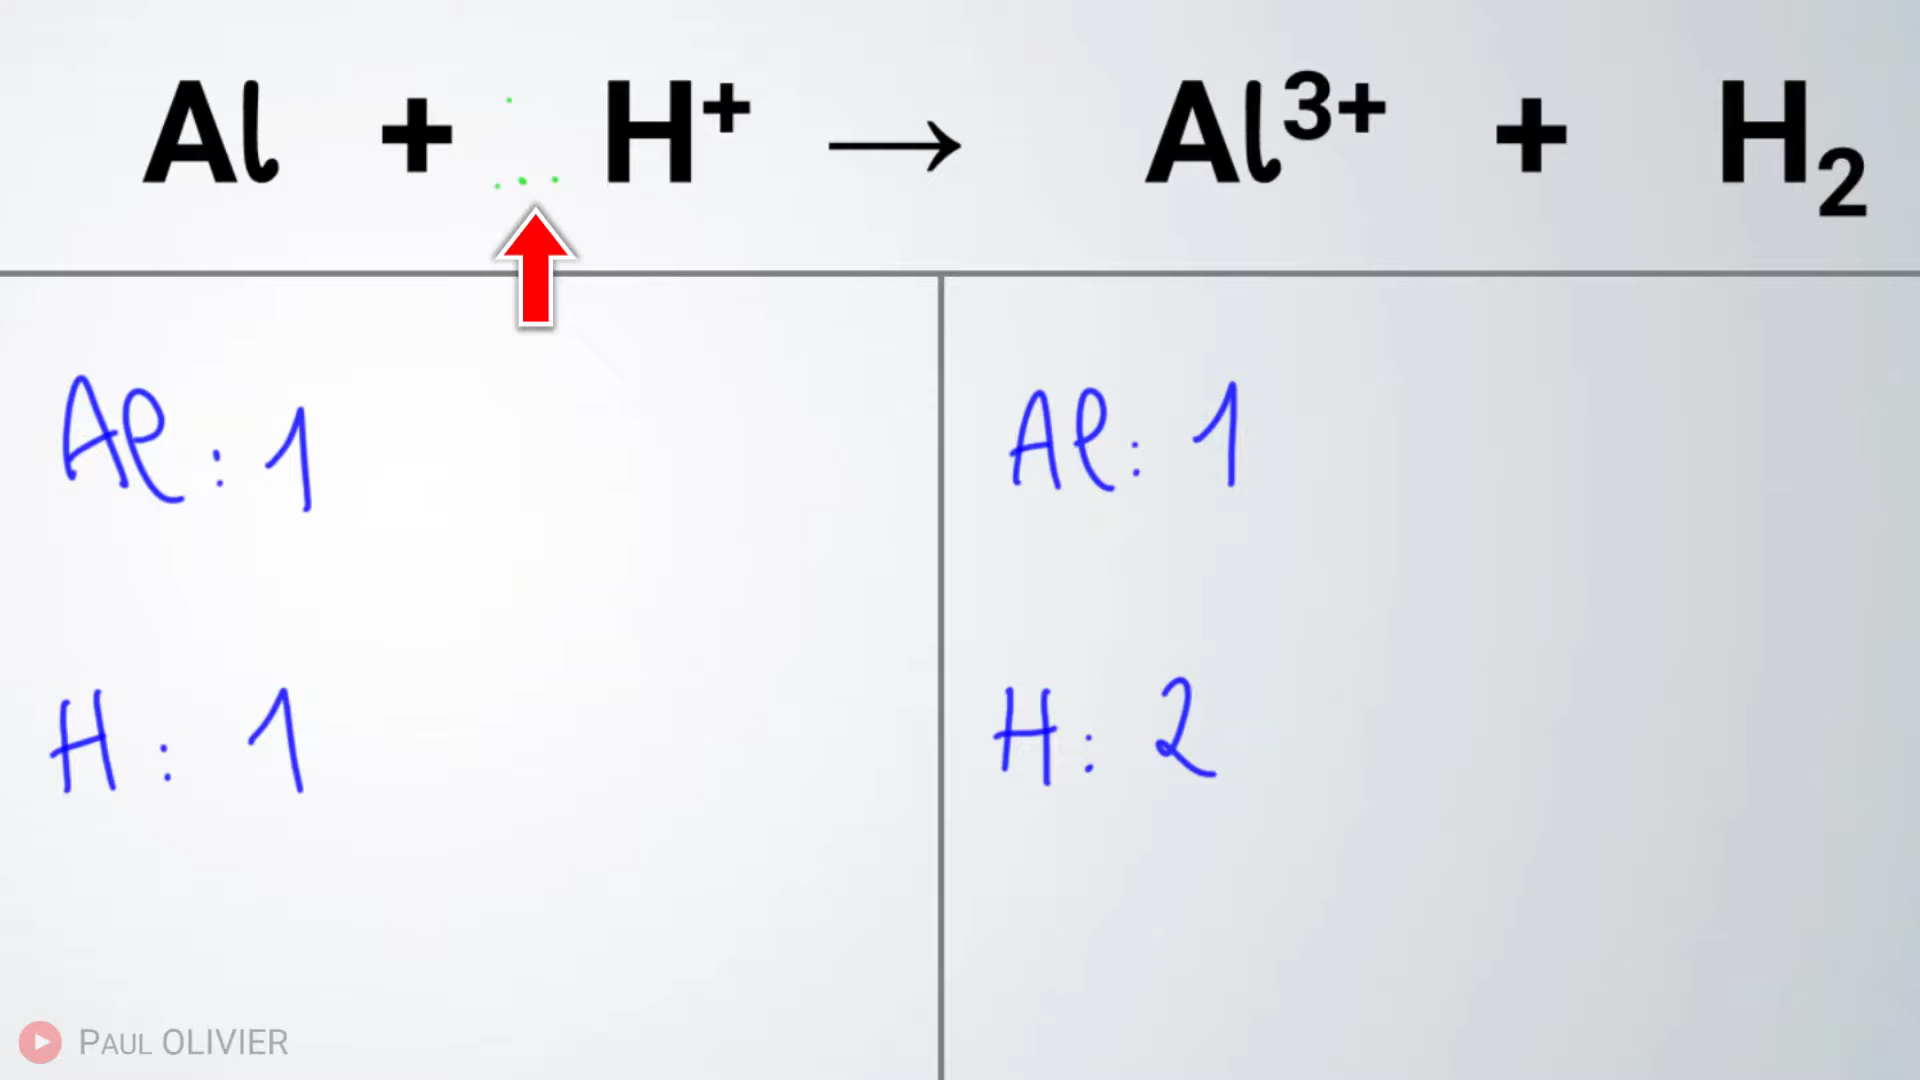 Al + H⁺ → Al³⁺ + H₂
Al : 1
H : 1
Al : 1
H : 2
PAUL OLIVIER